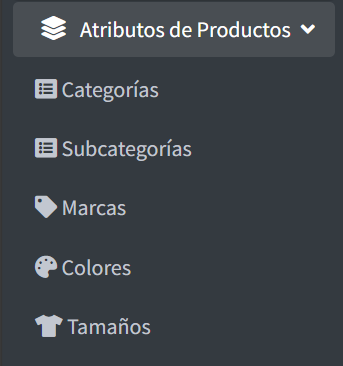 Atributos de Productos
Categorías
Subcategorías
Marcas
Colores
Tamaños